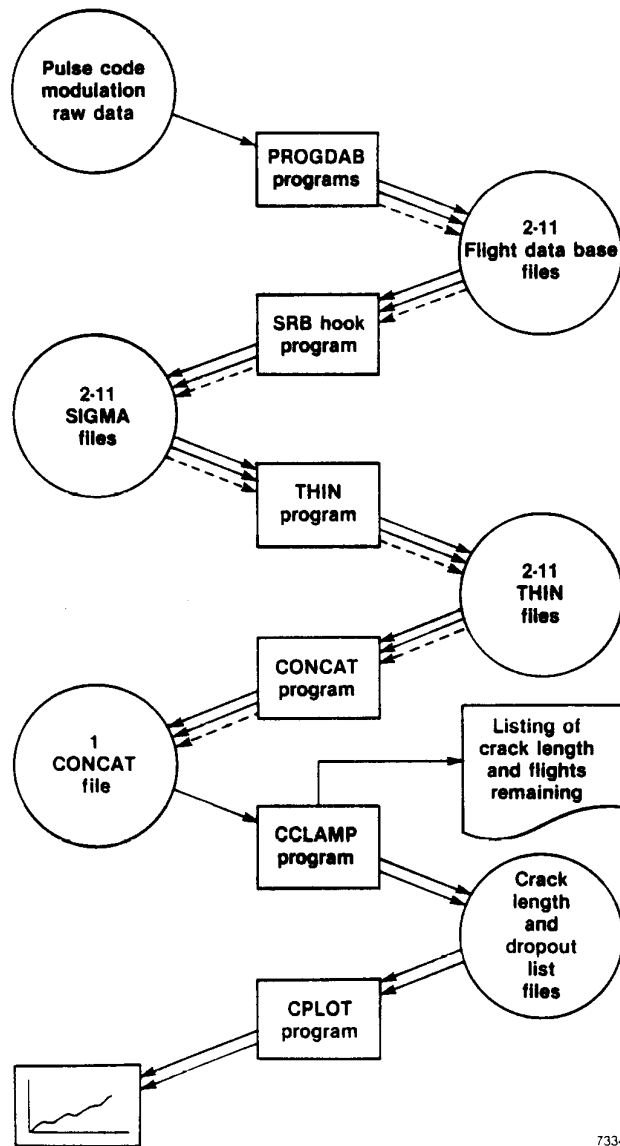 Pulse code
modulation
raw data
PROGDAB
programs
2-11
Flight data base
files
SRB hook
program
2-11
SIGMA
files
THIN
program
2-11
THIN
files
CONCAT
program
1
CONCAT
file
Listing of
crack length
and flights
remaining
CCLAMP
program
Crack
length
and
dropout
list
files
CPLOT
program
7334